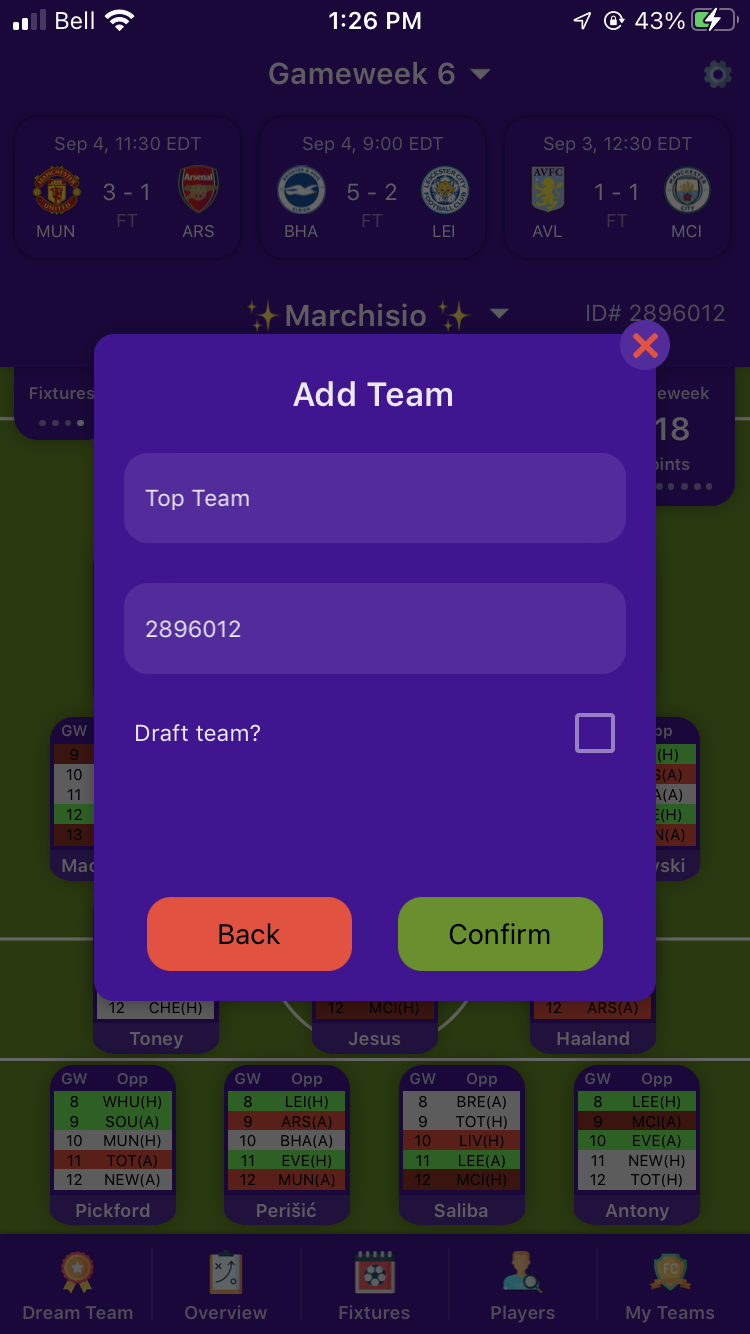 Bell 1:26 PM 43%
Gameweek 6
Sep 4, 11:30 EDT
MUN 3 - 1 ARS
FT
Sep 4, 9:00 EDT
BHA 5 - 2 LEI
FT
Sep 3, 12:30 EDT
AVL 1 - 1 MCI
FT
✨Marchisio ✨
ID# 2896012
Fixtures
eweek
18
Add Team
Top Team
2896012
Draft team?
Back
Confirm
GW
9
10
11
12
13
(H)
(A)
(A)
(H)
(A)
12 CHE(H)
Toney
12 MCI(H)
Jesus
12 ARS(A)
Haaland
GW Opp
8 WHU(H)
9 SOU(A)
10 MUN(H)
11 TOT(A)
12 NEW(A)
Pickford
GW Opp
8 LEI(H)
9 ARS(A)
10 BHA(A)
11 EVE(H)
12 MUN(A)
Perišić
GW Opp
8 BRE(A)
9 TOT(H)
10 LIV(H)
11 LEE(A)
12 MCI(H)
Saliba
GW Opp
8 LEE(H)
9 MCI(A)
10 EVE(A)
11 NEW(H)
12 TOT(H)
Antony
Dream Team
Overview
Fixtures
Players
My Teams